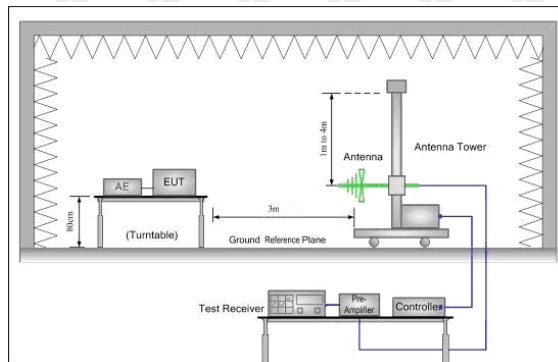 1m to 4m
Antenna Tower
Antenna
EUT
AE
3m
80cm
(Turntable)
Ground Reference Plane
Test Receiver
Pre-
Amplifier
Controller